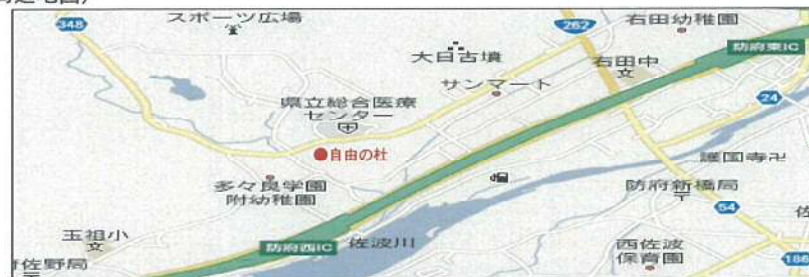 348
スポーツ広場
262
右田幼稚園
大日古墳
防府東IC
右田中
サンマート
県立総合医療
センター
24
自由の杜
護国寺卍
多々良学園
附幼稚園
防府新橋局
54
玉祖小
防府西IC
佐波川
西佐波
保育園
佐野局
186